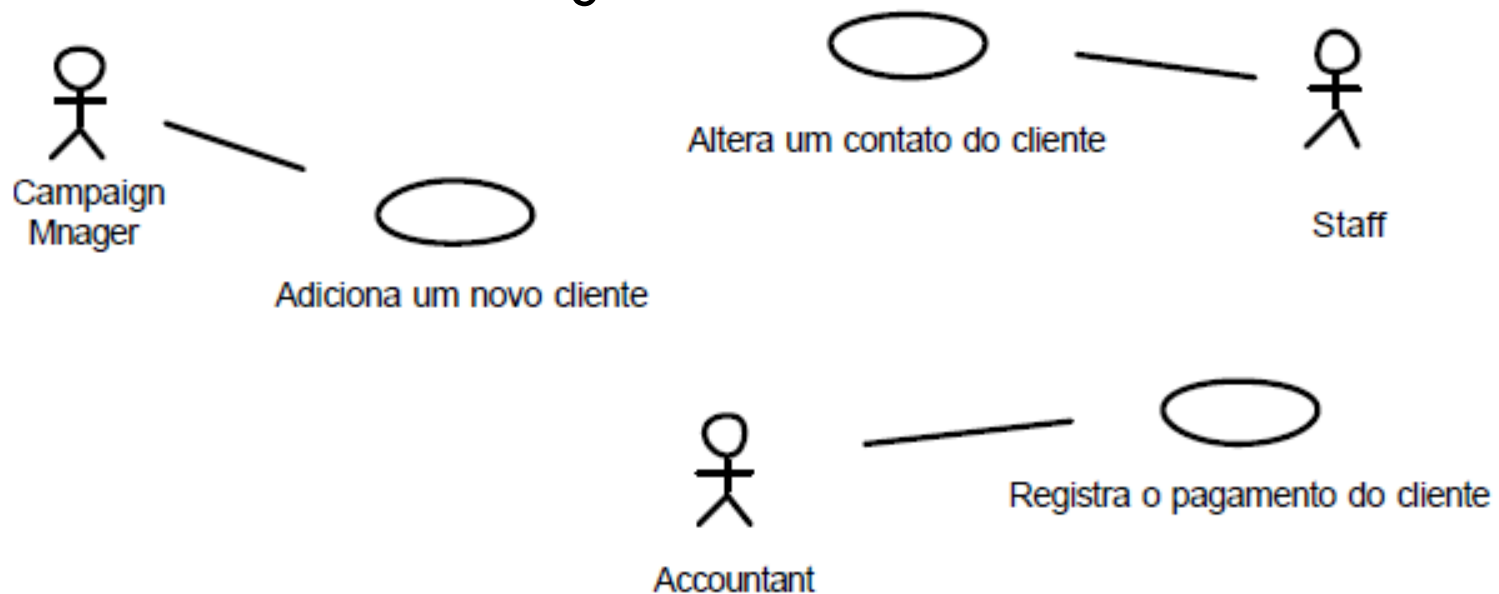 Altera um contato do cliente
Campaign
Mnager
Staff
Adiciona um novo cliente
Registra o pagamento do cliente
Accountant